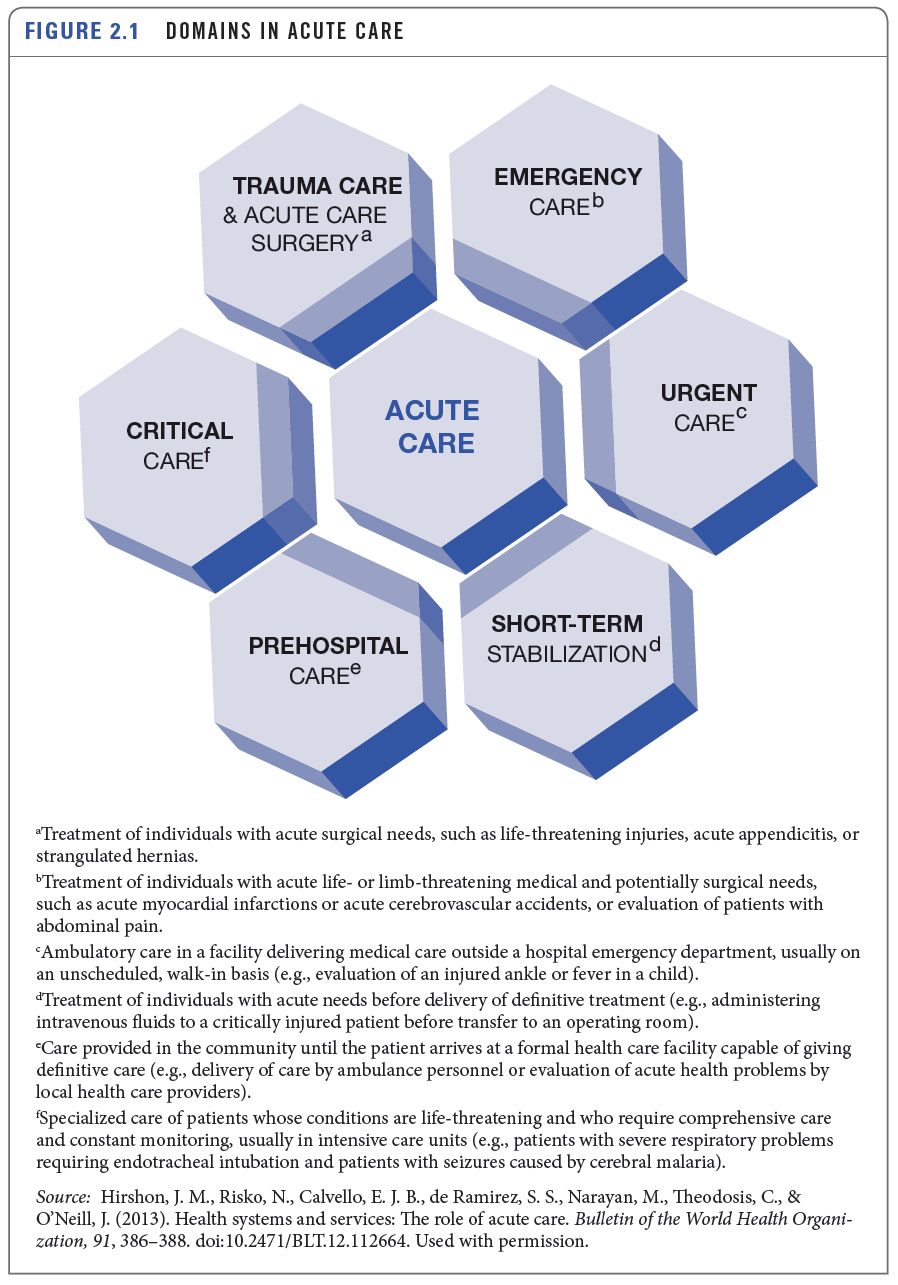 FIGURE 2.1 DOMAINS IN ACUTE CARE
TRAUMA CARE
& ACUTE CARE
SURGERYᵃ
EMERGENCY
CAREᵇ
CRITICAL
CAREᶠ
ACUTE
CARE
URGENT
CAREᶜ
PREHOSPITAL
CAREᵉ
SHORT-TERM
STABILIZATIONᵈ
ᵃTreatment of individuals with acute surgical needs, such as life-threatening injuries, acute appendicitis, or
strangulated hernias.
ᵇTreatment of individuals with acute life- or limb-threatening medical and potentially surgical needs,
such as acute myocardial infarctions or acute cerebrovascular accidents, or evaluation of patients with
abdominal pain.
ᶜAmbulatory care in a facility delivering medical care outside a hospital emergency department, usually on
an unscheduled, walk-in basis (e.g., evaluation of an injured ankle or fever in a child).
ᵈTreatment of individuals with acute needs before delivery of definitive treatment (e.g., administering
intravenous fluids to a critically injured patient before transfer to an operating room).
ᵉCare provided in the community until the patient arrives at a formal health care facility capable of giving
definitive care (e.g., delivery of care by ambulance personnel or evaluation of acute health problems by
local health care providers).
ᶠSpecialized care of patients whose conditions are life-threatening and who require comprehensive care
and constant monitoring, usually in intensive care units (e.g., patients with severe respiratory problems
requiring endotracheal intubation and patients with seizures caused by cerebral malaria).
Source: Hirshon, J. M., Risko, N., Calvello, E. J. B., de Ramirez, S. S., Narayan, M., Theodosis, C., &
O’Neill, J. (2013). Health systems and services: The role of acute care. Bulletin of the World Health Organi-
zation, 91, 386–388. doi:10.2471/BLT.12.112664. Used with permission.